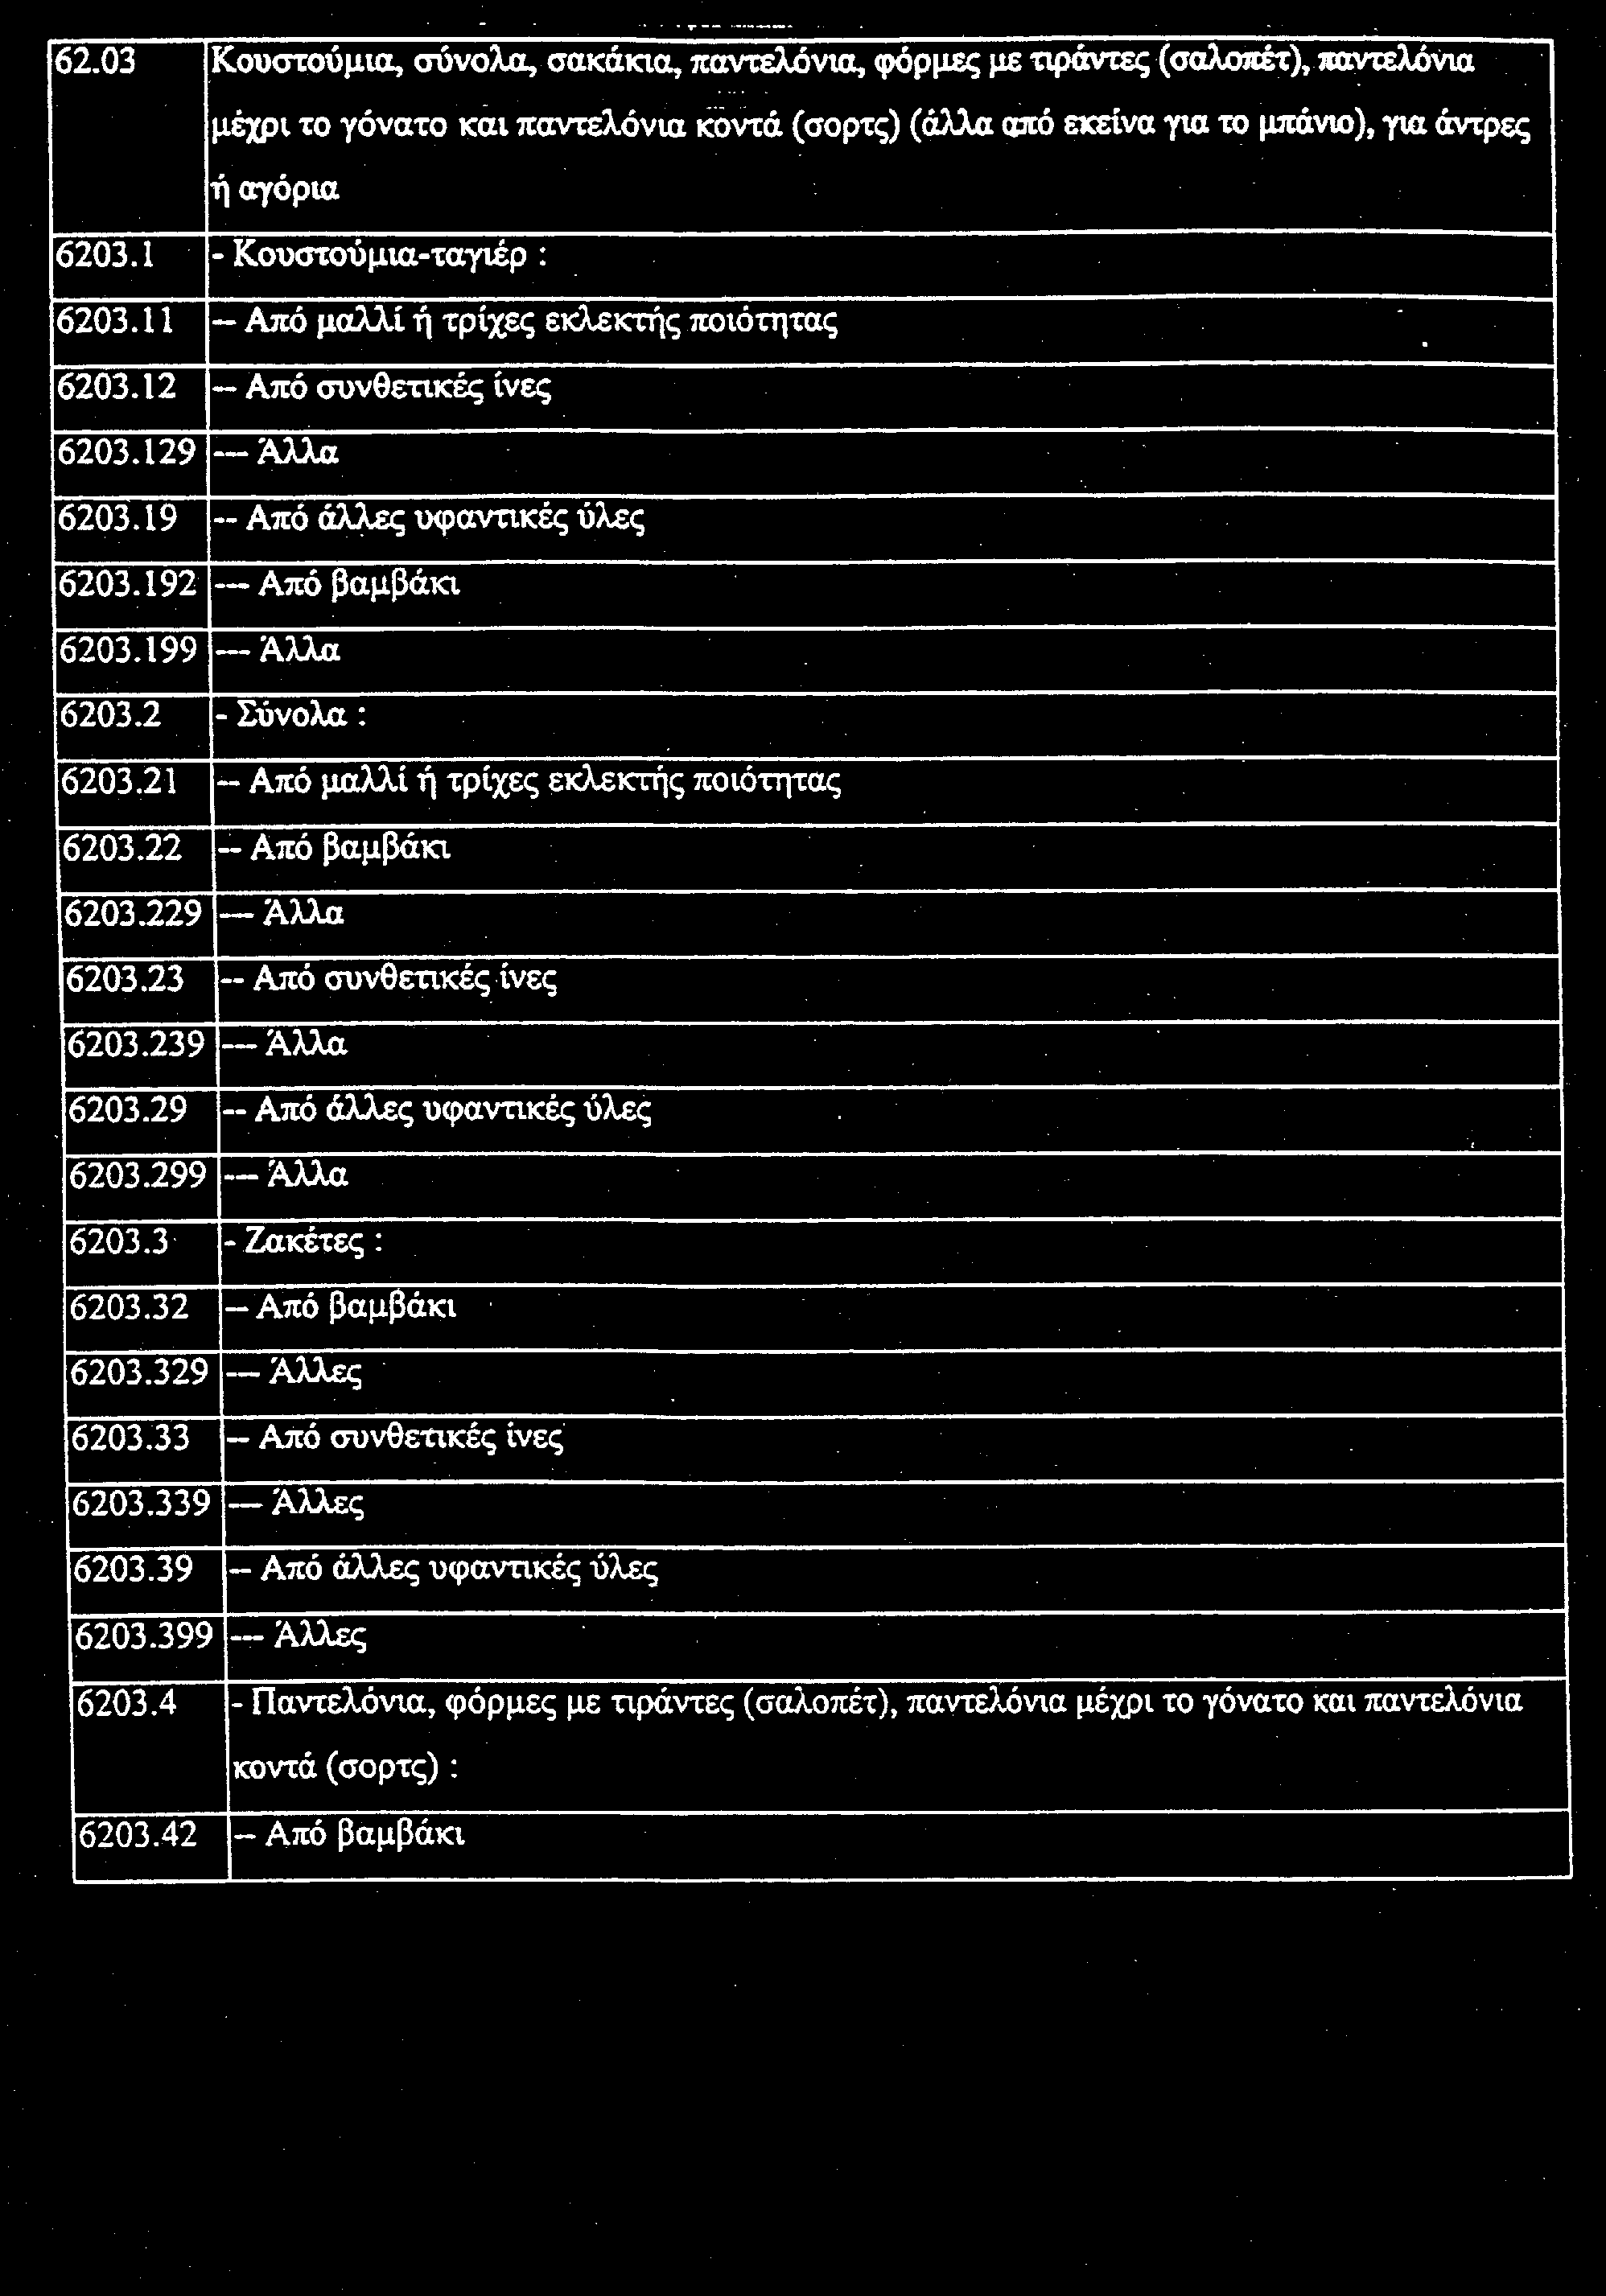 62.03 Κουστούμια, σύνολα, σακάκια, παντελόνια, φόρμες με τιράντες (σαλοπέτ), παντελόνια
μέχρι το γόνατο και παντελόνια κοντά (σορτς) (άλλα από εκείνα για το μπάνιο), για άντρες
ή αγόρια
6203.1 - Κουστούμια-ταγιέρ :
6203.11 -- Από μαλλί ή τρίχες εκλεκτής ποιότητας
6203.12 -- Από συνθετικές ίνες
6203.129 --- Άλλα
6203.19 -- Από άλλες υφαντικές ύλες
6203.192 --- Από βαμβάκι
6203.199 --- Άλλα
6203.2 - Σύνολα :
6203.21 -- Από μαλλί ή τρίχες εκλεκτής ποιότητας
6203.22 -- Από βαμβάκι
6203.229 --- Άλλα
6203.23 -- Από συνθετικές ίνες
6203.239 --- Άλλα
6203.29 -- Από άλλες υφαντικές ύλες
6203.299 --- Άλλα
6203.3 - Ζακέτες :
6203.32 -- Από βαμβάκι
6203.329 --- Άλλες
6203.33 -- Από συνθετικές ίνες
6203.339 --- Άλλες
6203.39 -- Από άλλες υφαντικές ύλες
6203.399 --- Άλλες
6203.4 - Παντελόνια, φόρμες με τιράντες (σαλοπέτ), παντελόνια μέχρι το γόνατο και παντελόνια
κοντά (σορτς) :
6203.42 -- Από βαμβάκι